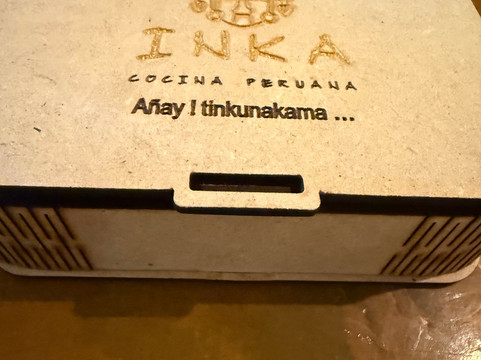 INKA
COCINA PERUANA
Añay ! tinkunakama ...